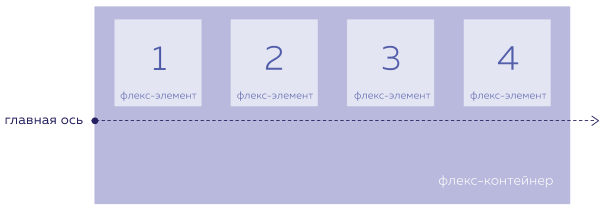 1 2 3 4
флекс-элемент флекс-элемент флекс-элемент флекс-элемент
главная ось
флекс-контейнер